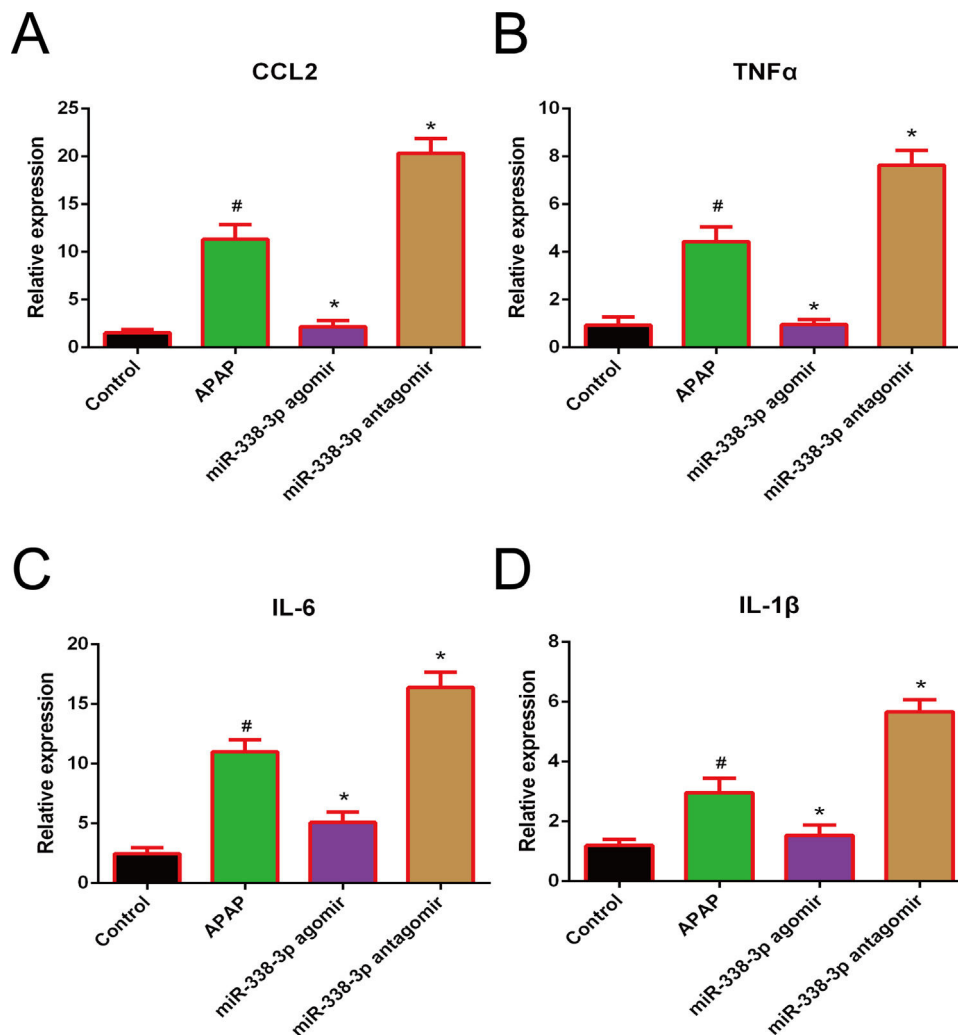 A
CCL2
Relative expression
25
20
15
10
5
0
#
*
*
Control
APAP
miR-338-3p agomir
miR-338-3p antagomir
B
TNFα
Relative expression
10
8
6
4
2
0
#
*
*
Control
APAP
miR-338-3p agomir
miR-338-3p antagomir
C
IL-6
Relative expression
20
15
10
5
0
#
*
*
Control
APAP
miR-338-3p agomir
miR-338-3p antagomir
D
IL-1β
Relative expression
8
6
4
2
0
#
*
*
Control
APAP
miR-338-3p agomir
miR-338-3p antagomir